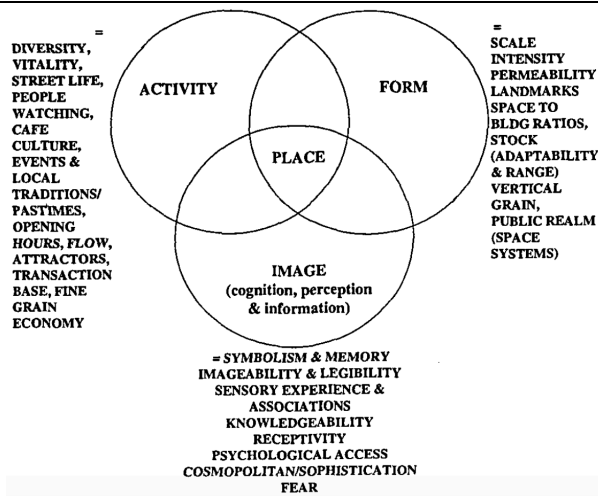 =
DIVERSITY,
VITALITY,
STREET LIFE,
PEOPLE
WATCHING,
CAFE
CULTURE,
EVENTS &
LOCAL
TRADITIONS/
PASTIMES,
OPENING
HOURS, FLOW,
ATTRACTORS,
TRANSACTION
BASE, FINE
GRAIN
ECONOMY
ACTIVITY
FORM
PLACE
IMAGE
(cognition, perception
& information)
=
SCALE
INTENSITY
PERMEABILITY
LANDMARKS
SPACE TO
BLDG RATIOS,
STOCK
(ADAPTABILITY
& RANGE)
VERTICAL
GRAIN,
PUBLIC REALM
(SPACE
SYSTEMS)
= SYMBOLISM & MEMORY
IMAGEABILITY & LEGIBILITY
SENSORY EXPERIENCE &
ASSOCIATIONS
KNOWLEDGEABILITY
RECEPTIVITY
PSYCHOLOGICAL ACCESS
COSMOPOLITAN/SOPHISTICATION
FEAR